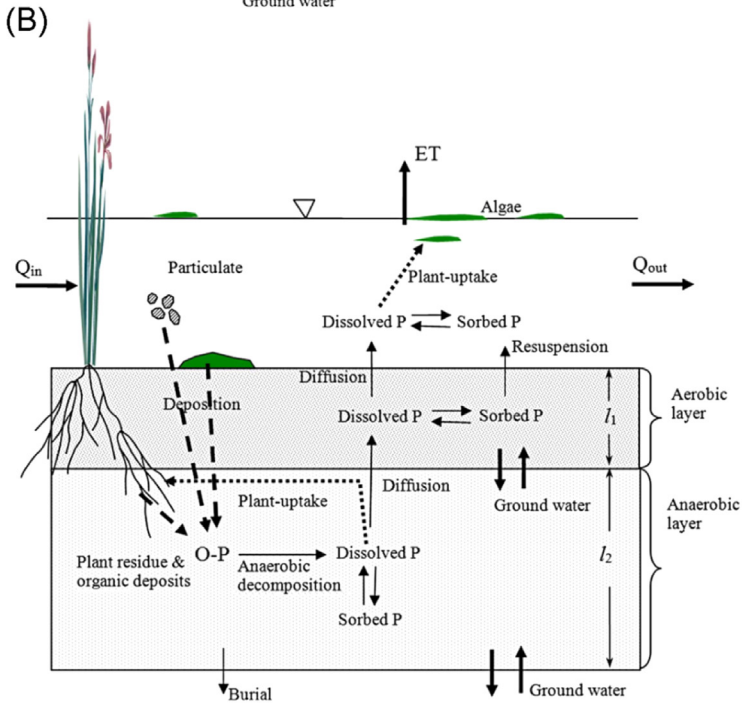 Ground water
(B)
ET
Algae
Qin
Particulate
Qout
Plant-uptake
Dissolved P
Sorbed P
Resuspension
Diffusion
Deposition
Dissolved P
Sorbed P
l1
Aerobic
layer
Plant-uptake
Diffusion
Ground water
Anaerobic
layer
Plant residue &
organic deposits
O-P
Anaerobic
decomposition
Dissolved P
l2
Sorbed P
Burial
Ground water